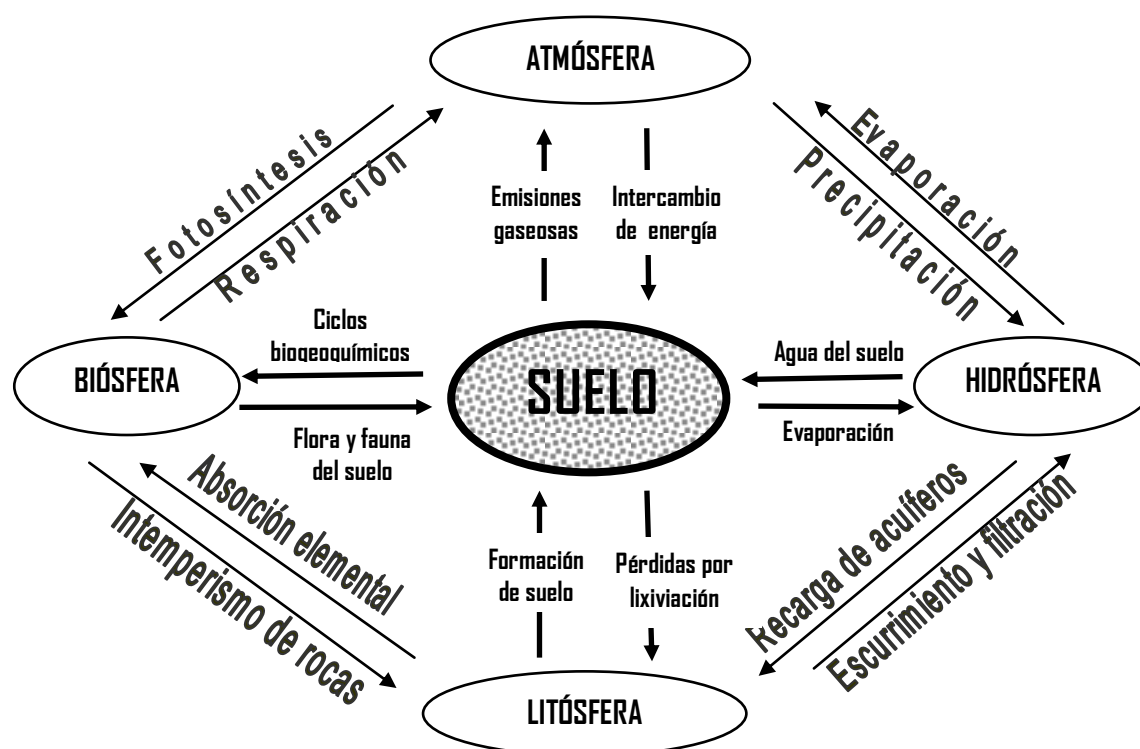 ATMÓSFERA
Fotosíntesis
Respiración
Emisiones
gaseosas
Intercambio
de energía
Evaporación
Precipitación
Ciclos
biogeoquímicos
Agua del suelo
BIÓSFERA
SUELO
HIDRÓSFERA
Flora y fauna
del suelo
Evaporación
Absorción elemental
Intemperismo de rocas
Formación
de suelo
Pérdidas por
lixiviación
Recarga de acuíferos
Escurrimiento y filtración
LITÓSFERA